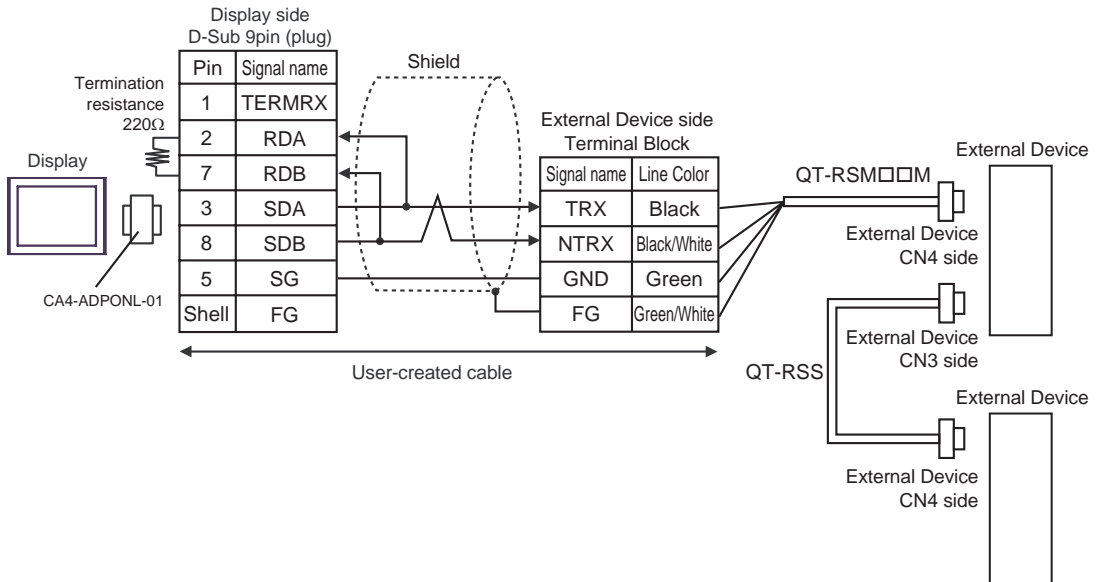 Display side
D-Sub 9pin (plug)
Pin Signal name
1 TERMRX
2 RDA
7 RDB
3 SDA
8 SDB
5 SG
Shell FG
Termination
resistance
220Ω
Display
CA4-ADPONL-01
Shield
User-created cable
External Device side
Terminal Block
Signal name Line Color
TRX Black
NTRX Black/White
GND Green
FG Green/White
QT-RSM□□M
External Device
External Device
CN4 side
External Device
CN3 side
QT-RSS
External Device
External Device
CN4 side